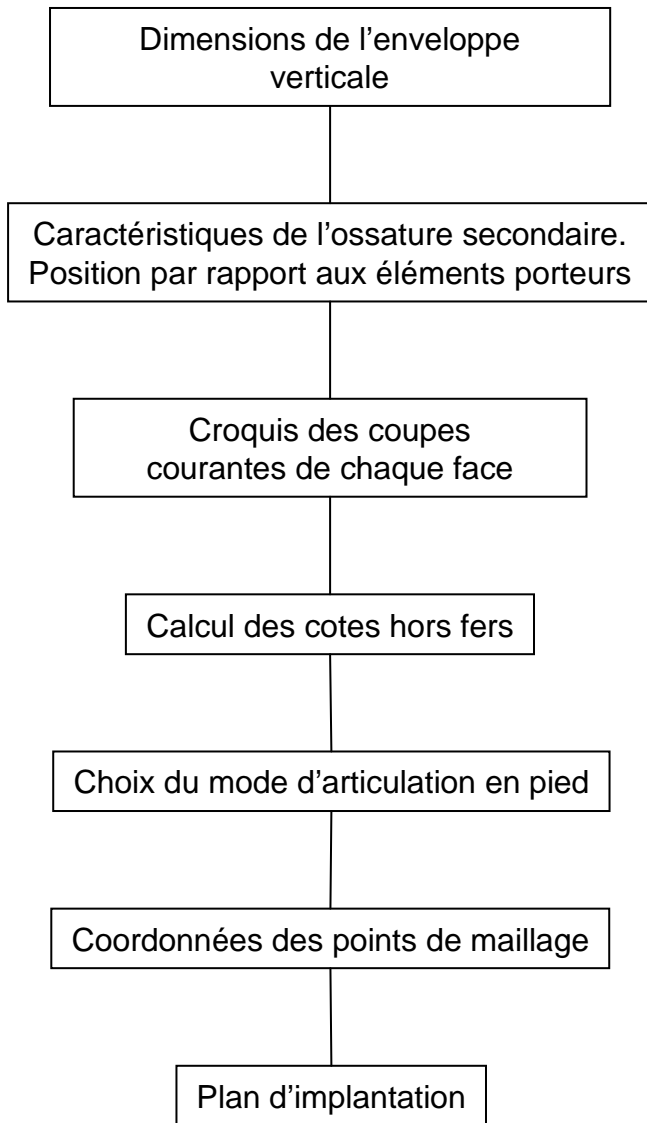 Dimensions de l’enveloppe
verticale
Caractéristiques de l’ossature secondaire.
Position par rapport aux éléments porteurs
Croquis des coupes
courantes de chaque face
Calcul des cotes hors fers
Choix du mode d’articulation en pied
Coordonnées des points de maillage
Plan d’implantation